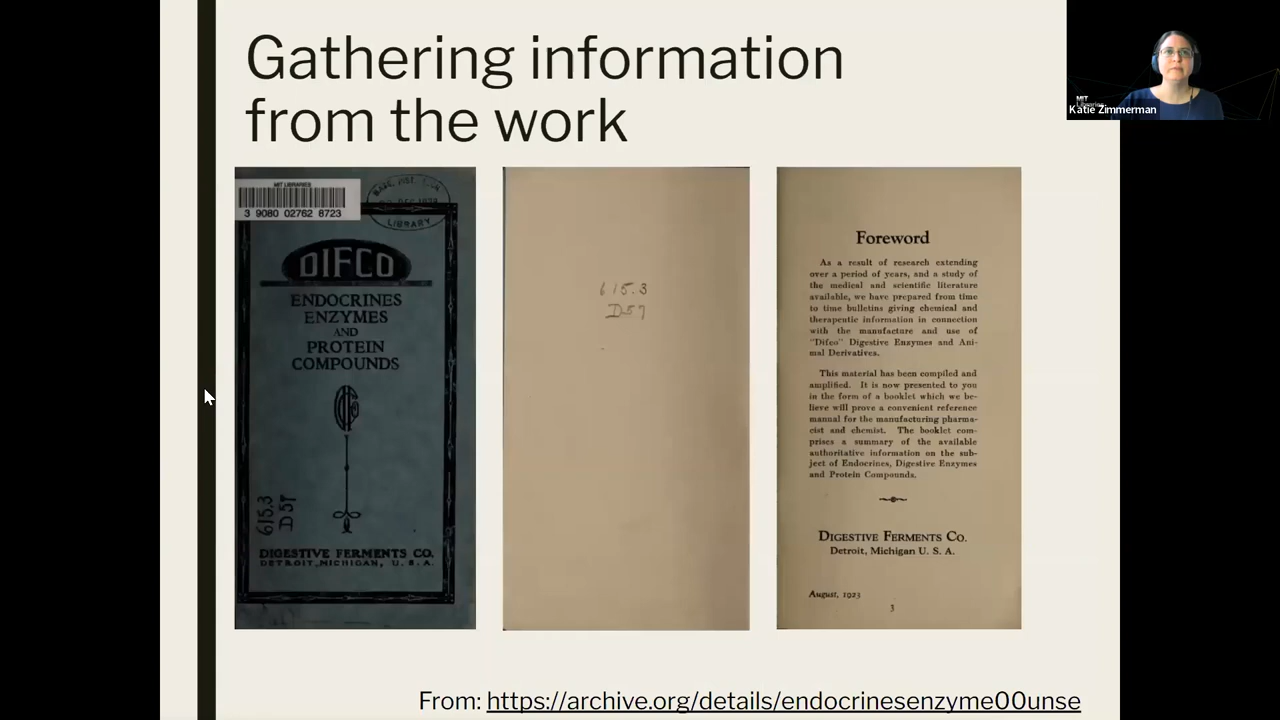 Gathering information
from the work
MIT
Libraries
Katie Zimmerman
MIT LIBRARIES
3 9080 02762 8723
LIBRARY
DIFCO
ENDOCRINES
ENZYMES
AND
PROTEIN
COMPOUNDS
615.3
D57
DIGESTIVE FERMENTS CO.
DETROIT, MICHIGAN, U. S. A.
615.3
D57
Foreword
As a result of research extending
over a period of years, and a study of
the medical and scientific literature
available, we have prepared from time
to time bulletins giving chemical and
therapeutic information in connection
with the manufacture and use of
"Difco" Digestive Enzymes and Ani-
mal Derivatives.
This material has been compiled and
amplified. It is now presented to you
in the form of a booklet which we be-
lieve will prove a convenient reference
manual for the manufacturing pharma-
cist and chemist. The booklet com-
prises a summary of the available
authoritative information on the sub-
ject of Endocrines, Digestive Enzymes
and Protein Compounds.
DIGESTIVE FERMENTS CO.
Detroit, Michigan U. S. A.
August, 1923
3
From: https://archive.org/details/endocrinesenzyme00unse